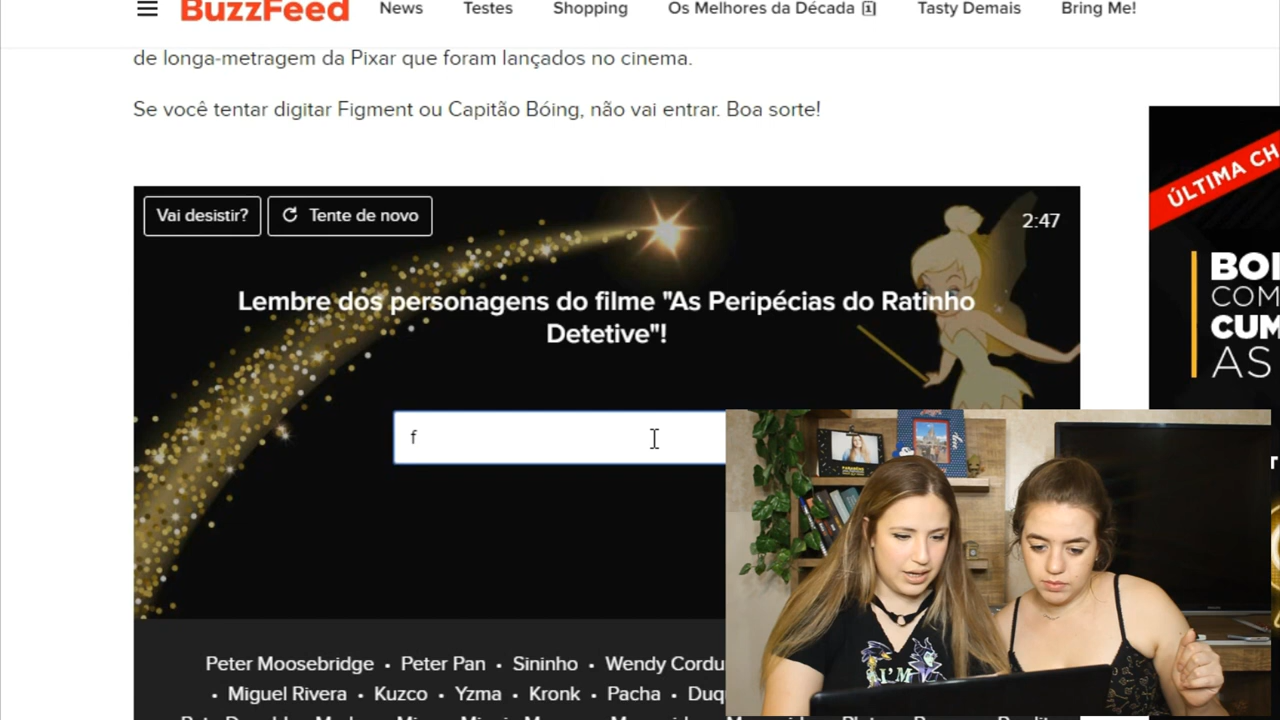 BuzzFeed News Testes Shopping Os Melhores da Década Tasty Demais Bring Me!
de longa-metragem da Pixar que foram lançados no cinema.
Se você tentar digitar Figment ou Capitão Bóing, não vai entrar. Boa sorte!
ÚLTIMA CH
Vai desistir? Tente de novo 2:47
Lembre dos personagens do filme "As Peripécias do Ratinho
Detetive"!
BO
COM
CUM
AS
f
Peter Moosebridge • Peter Pan • Sininho • Wendy Cordu
• Miguel Rivera • Kuzco • Yzma • Kronk • Pacha • Duq
I'M